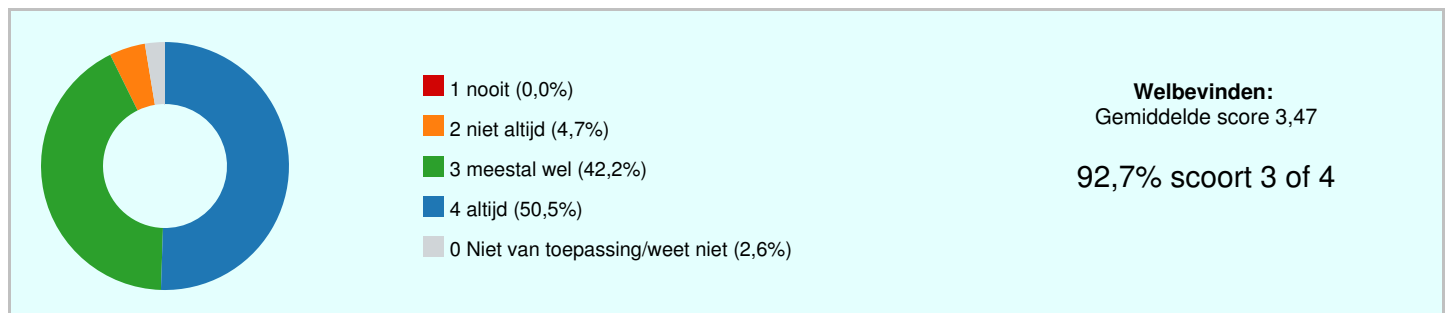 1 nooit (0,0%)
2 niet altijd (4,7%)
3 meestal wel (42,2%)
4 altijd (50,5%)
0 Niet van toepassing/weet niet (2,6%)
Welbevinden:
Gemiddelde score 3,47
92,7% scoort 3 of 4